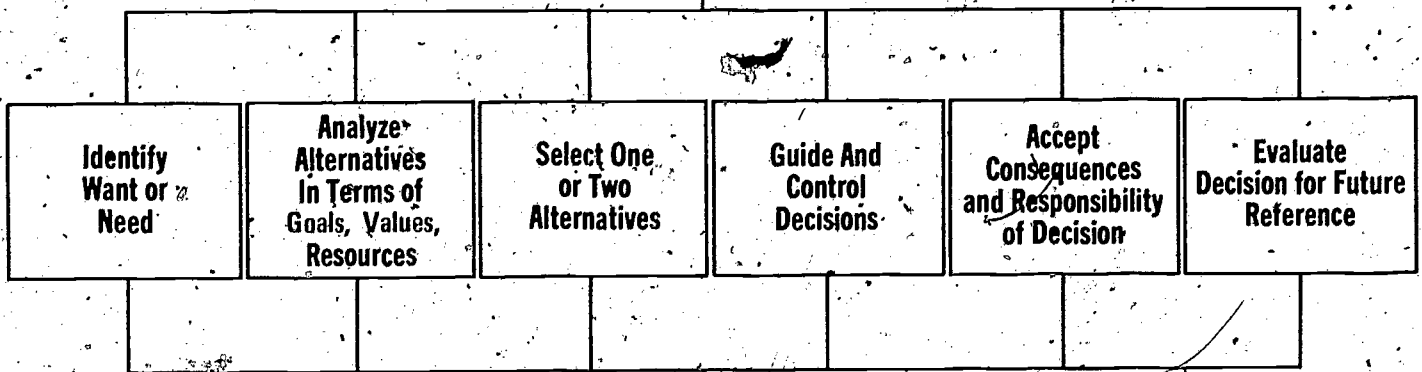 Identify
Want or
Need
Analyze
Alternatives
In Terms of
Goals, Values,
Resources
Select One
or Two
Alternatives
Guide And
Control
Decisions
Accept
Consequences
and Responsibility
of Decision
Evaluate
Decision for Future
Reference